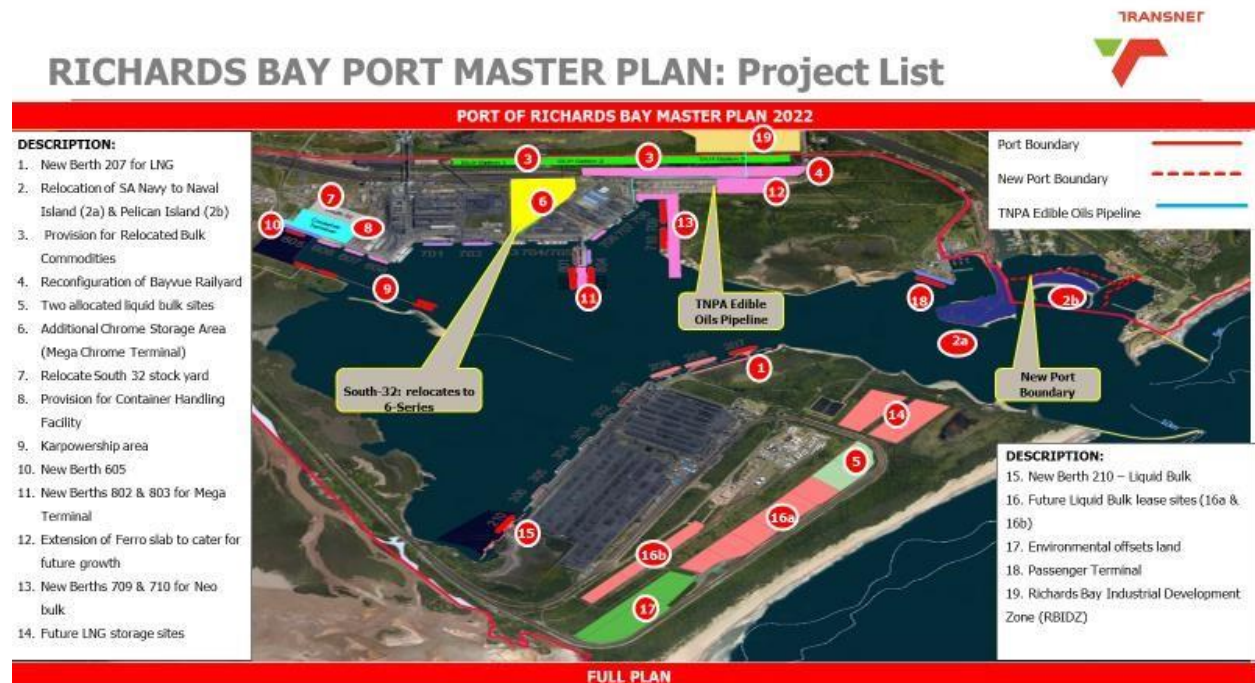 TRANSNET
RICHARDS BAY PORT MASTER PLAN: Project List
PORT OF RICHARDS BAY MASTER PLAN 2022
DESCRIPTION:
1. New Berth 207 for LNG
2. Relocation of SA Navy to Naval
Island (2a) & Pelican Island (2b)
3. Provision for Relocated Bulk
Commodities
4. Reconfiguration of Bayvue Railyard
5. Two allocated liquid bulk sites
6. Additional Chrome Storage Area
(Mega Chrome Terminal)
7. Relocate South 32 stock yard
8. Provision for Container Handling
Facility
9. Karpowership area
10. New Berth 605
11. New Berths 802 & 803 for Mega
Terminal
12. Extension of Ferro slab to cater for
future growth
13. New Berths 709 & 710 for Neo
bulk
14. Future LNG storage sites
Port Boundary
New Port Boundary
TNPA Edible Oils Pipeline
19
3
3
4
12
7
6
10
8
13
701
702
704/705
9
11
18
2b
2a
TNPA Edible
Oils Pipeline
1
South-32: relocates to
6-Series
New Port
Boundary
14
5
16a
15
16b
17
DESCRIPTION:
15. New Berth 210 – Liquid Bulk
16. Future Liquid Bulk lease sites (16a &
16b)
17. Environmental offsets land
18. Passenger Terminal
19. Richards Bay Industrial Development
Zone (RBIDZ)
FULL PLAN